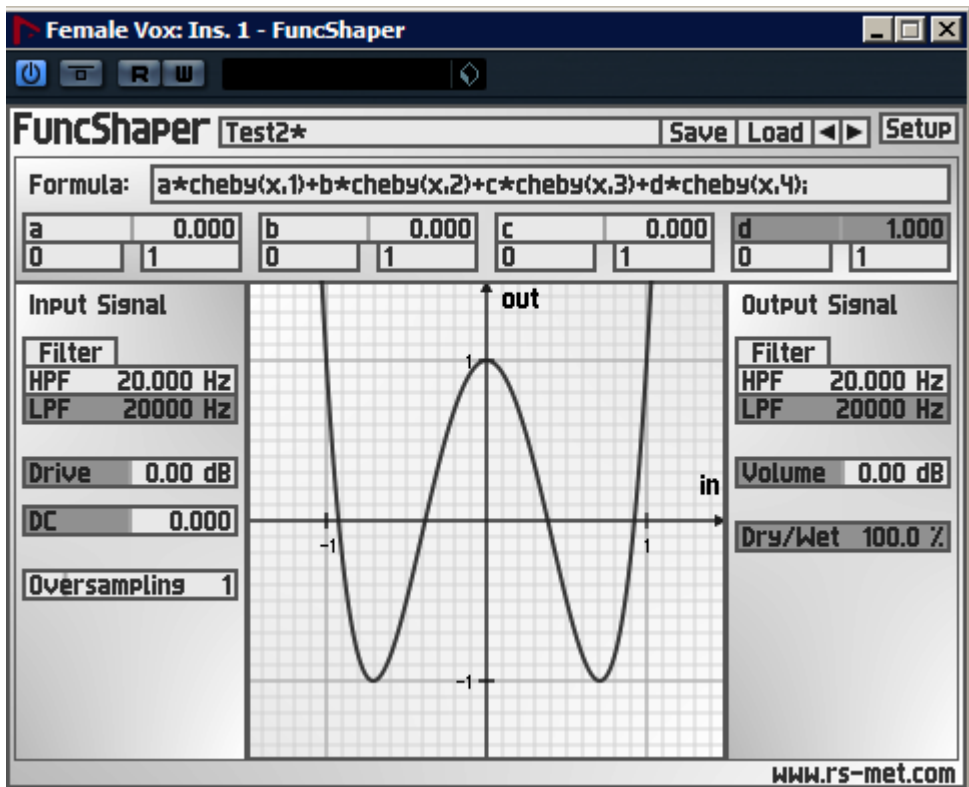 Female Vox: Ins. 1 - FuncShaper
R W
FuncShaper Test2* Save Load Setup
Formula: a*cheby(x,1)+b*cheby(x,2)+c*cheby(x,3)+d*cheby(x,4);
a 0.000 b 0.000 c 0.000 d 1.000
0 1 0 1 0 1 0 1
Input Signal
Filter
HPF 20.000 Hz
LPF 20000 Hz
Drive 0.00 dB
DC 0.000
Oversampling 1
out
1
in
-1 1
-1
Output Signal
Filter
HPF 20.000 Hz
LPF 20000 Hz
Volume 0.00 dB
Dry/Wet 100.0 %
www.rs-met.com